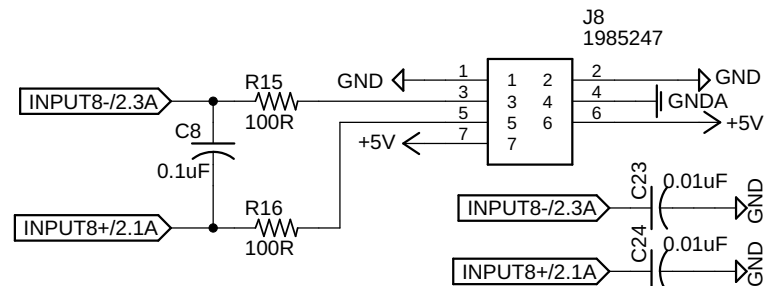 J8
1985247
R15
100R
INPUT8-/2.3A
C8
0.1uF
INPUT8+/2.1A
R16
100R
GND
1
3
5
7
+5V
1
2
3
4
5
6
7
2
4
6
GND
GNDA
+5V
INPUT8-/2.3A
C23
0.01uF
GND
INPUT8+/2.1A
C24
0.01uF
GND